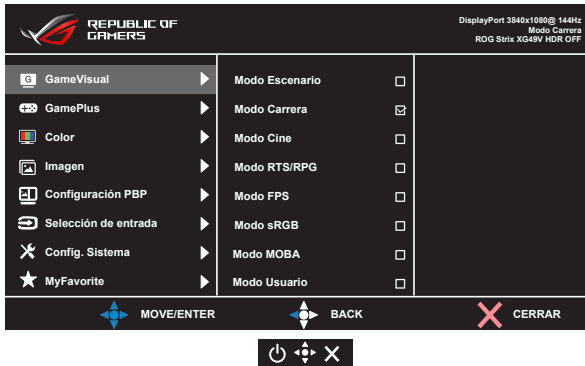 REPUBLIC OF
GAMERS
DisplayPort 3840x1080@ 144Hz
Modo Carrera
ROG Strix XG49V HDR OFF
G GameVisual
GamePlus
Color
Imagen
Configuración PBP
Selección de entrada
Config. Sistema
MyFavorite
Modo Escenario
Modo Carrera
Modo Cine
Modo RTS/RPG
Modo FPS
Modo sRGB
Modo MOBA
Modo Usuario
MOVE/ENTER
BACK
CERRAR